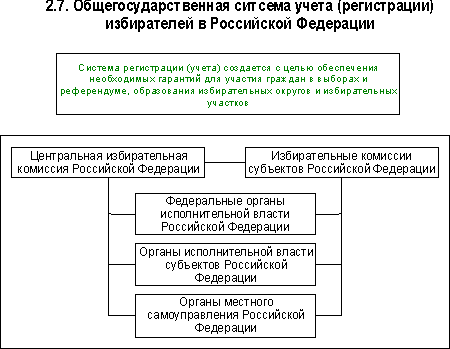 2.7. Общегосударственная ситсема учета (регистрации)
избирателей в Российской Федерации
Система регистрации (учета) создается с целью обеспечения
необходимых гарантий для участия граждан в выборах и
референдуме, образования избирательных округов и избирательных
участков
Центральная избирательная
комиссия Российской Федерации
Избирательные комиссии
субъектов Российской Федерации
Федеральные органы
исполнительной власти
Российской Федерации
Органы исполнительной власти
субъектов Российской
Федерации
Органы местного
самоуправления Российской
Федерации